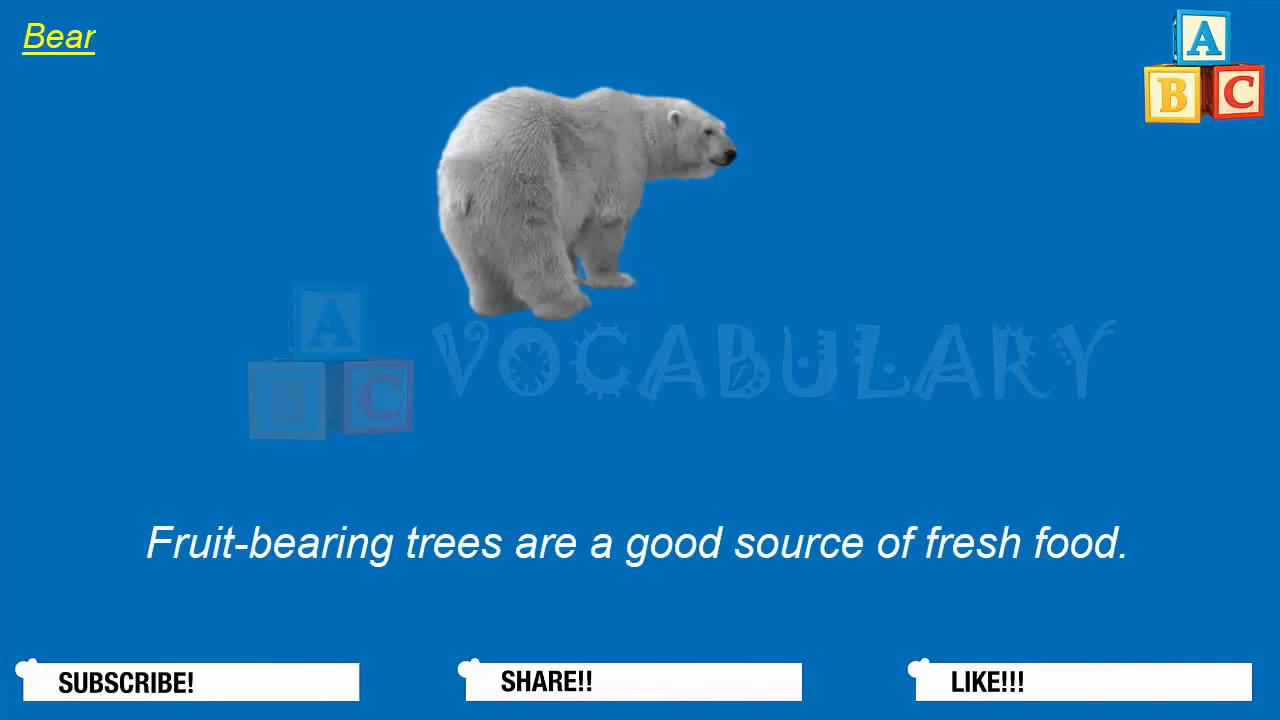 Bear
A
B C
A
B C
VOCABULARY
Fruit-bearing trees are a good source of fresh food.
SUBSCRIBE!
SHARE!!
LIKE!!!